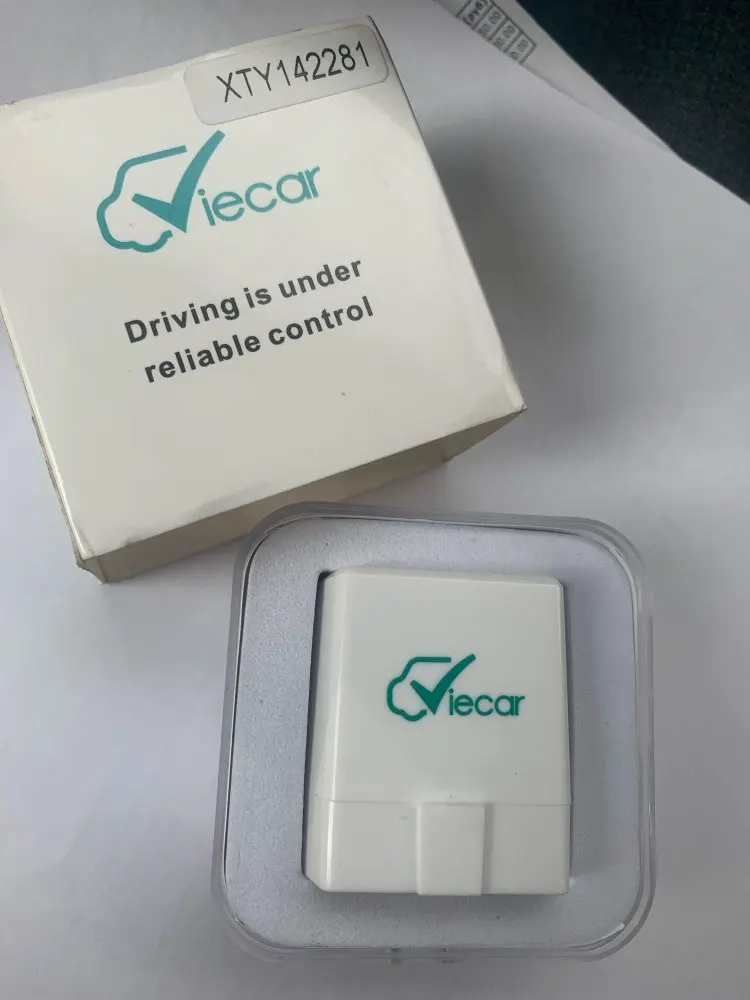 XTY142281
Viecar
Driving is under
reliable control
Viecar